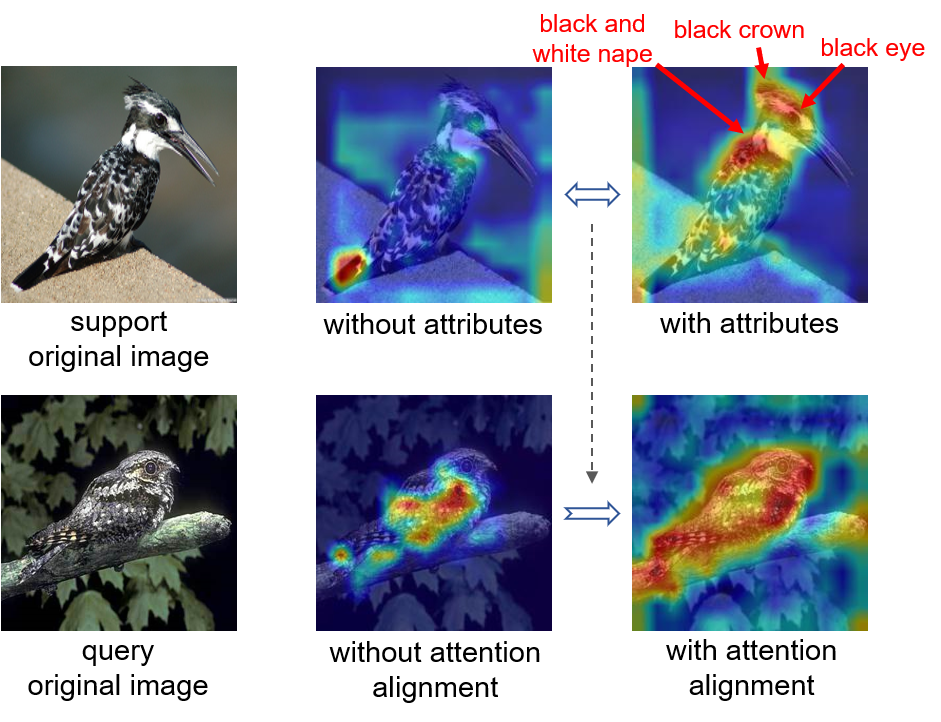 black and
white nape
black crown
black eye
support
original image
without attributes
with attributes
query
original image
without attention
alignment
with attention
alignment